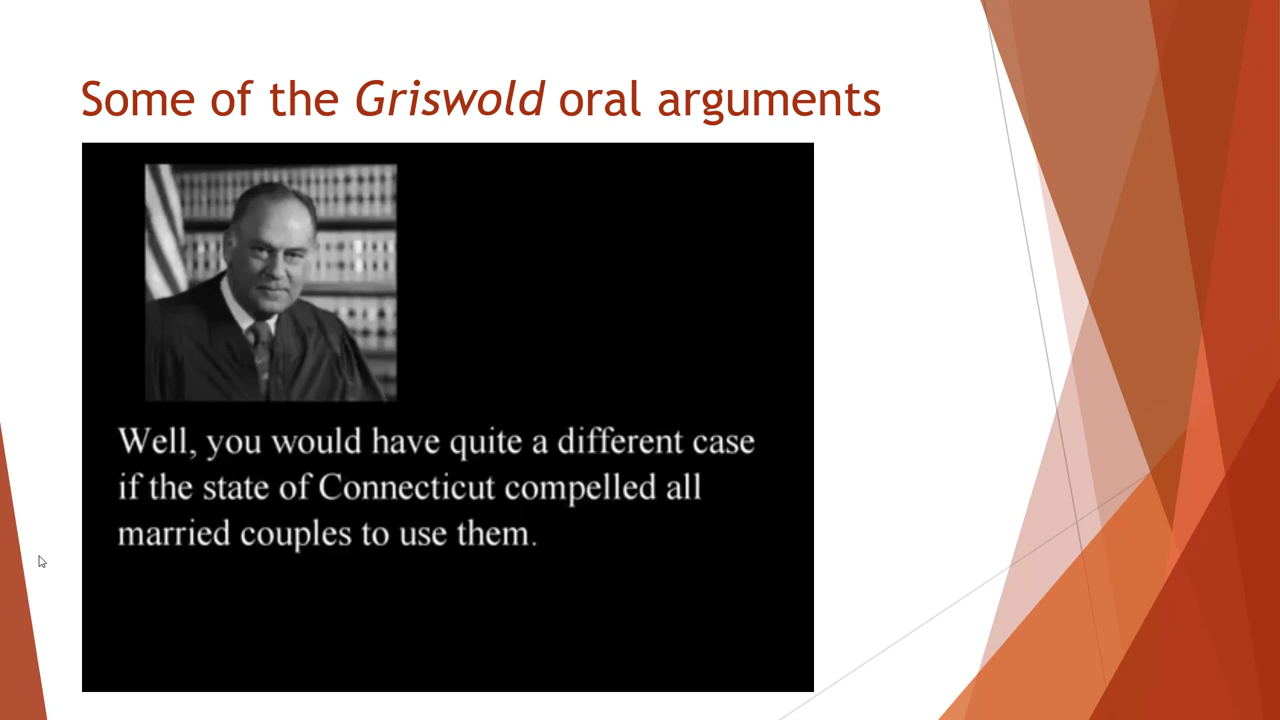 Some of the Griswold oral arguments
Well, you would have quite a different case
if the state of Connecticut compelled all
married couples to use them.